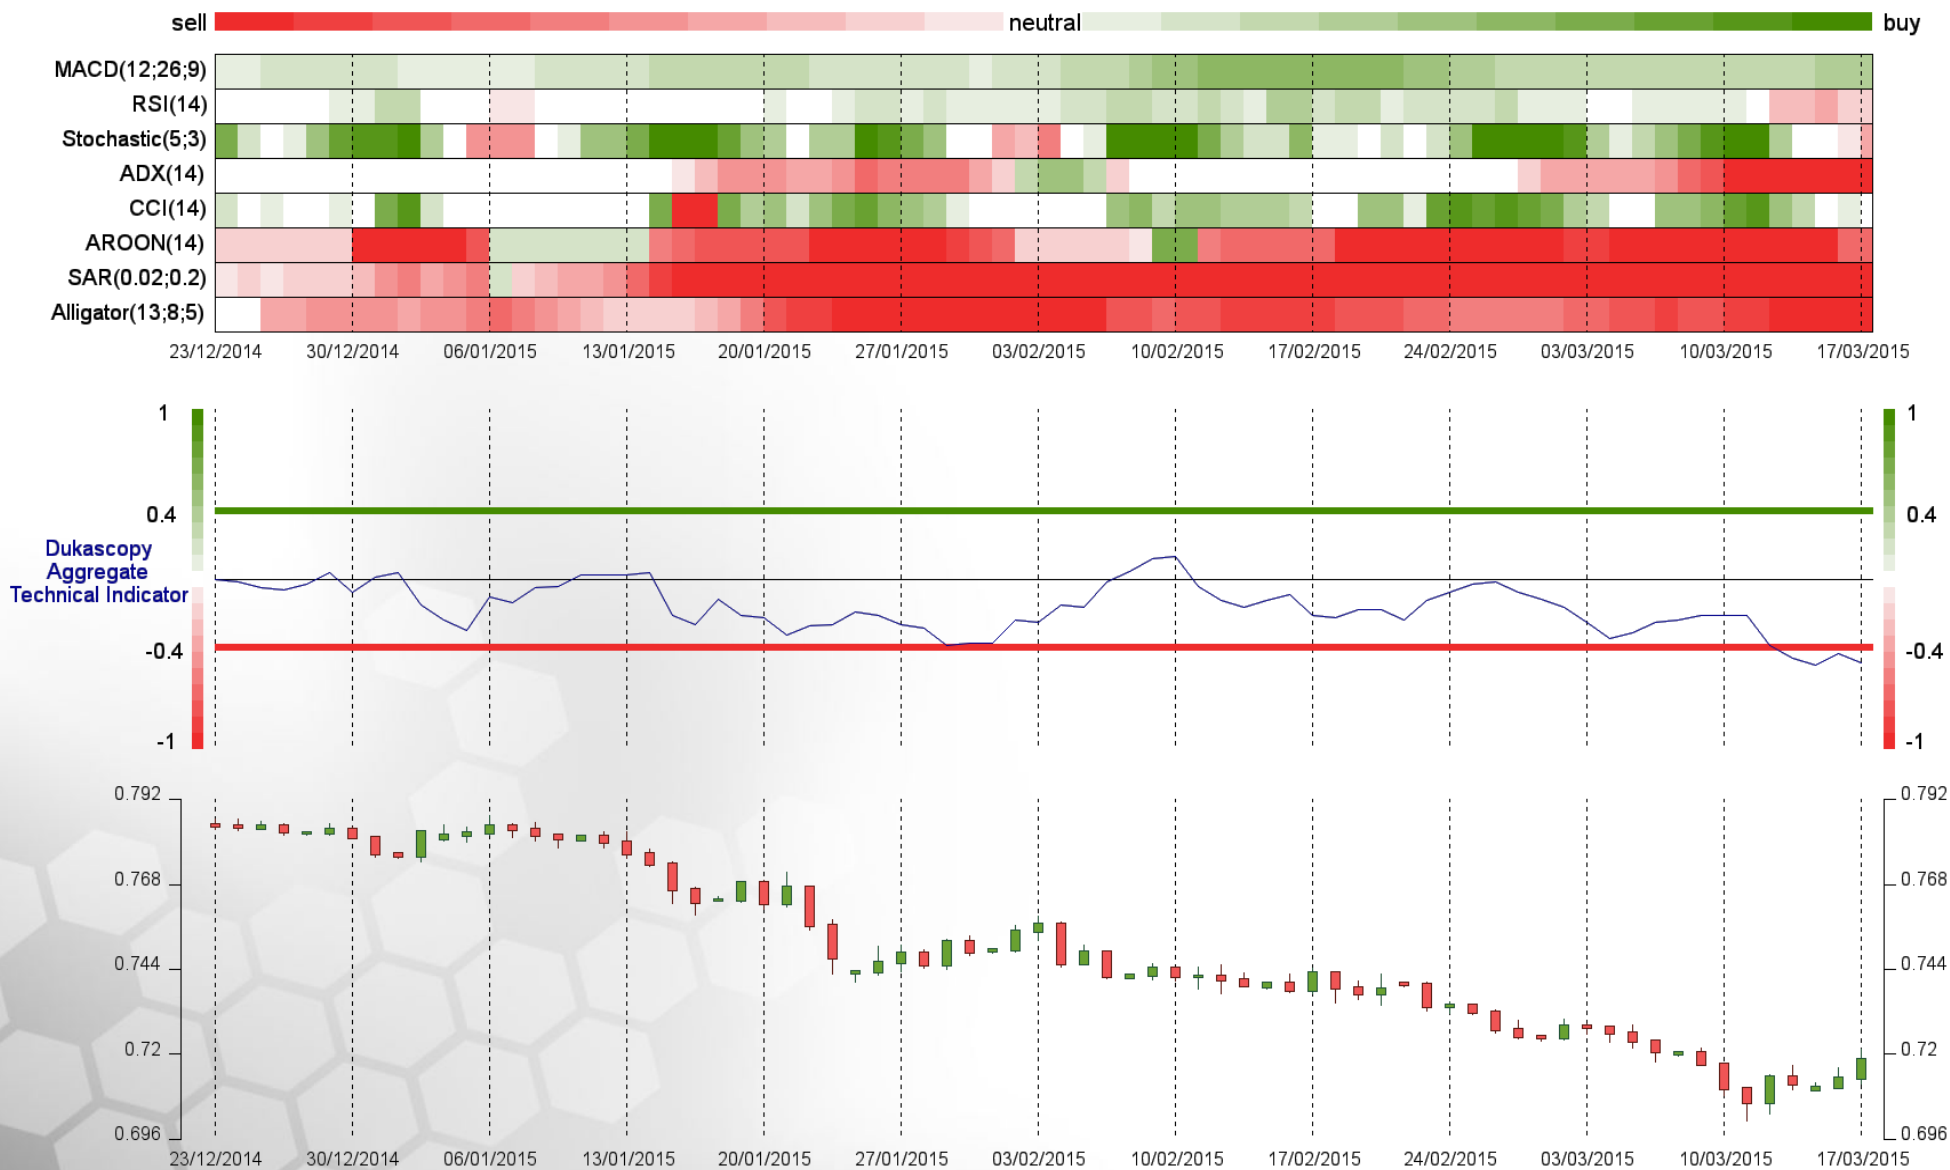 sell neutral buy
MACD(12;26;9)
RSI(14)
Stochastic(5;3)
ADX(14)
CCI(14)
AROON(14)
SAR(0.02;0.2)
Alligator(13;8;5)
23/12/2014 30/12/2014 06/01/2015 13/01/2015 20/01/2015 27/01/2015 03/02/2015 10/02/2015 17/02/2015 24/02/2015 03/03/2015 10/03/2015 17/03/2015
1 1
0.4 0.4
Dukascopy
Aggregate
Technical Indicator
-0.4 -0.4
-1 -1
0.792 0.792
0.768 0.768
0.744 0.744
0.72 0.72
0.696 0.696
23/12/2014 30/12/2014 06/01/2015 13/01/2015 20/01/2015 27/01/2015 03/02/2015 10/02/2015 17/02/2015 24/02/2015 03/03/2015 10/03/2015 17/03/2015